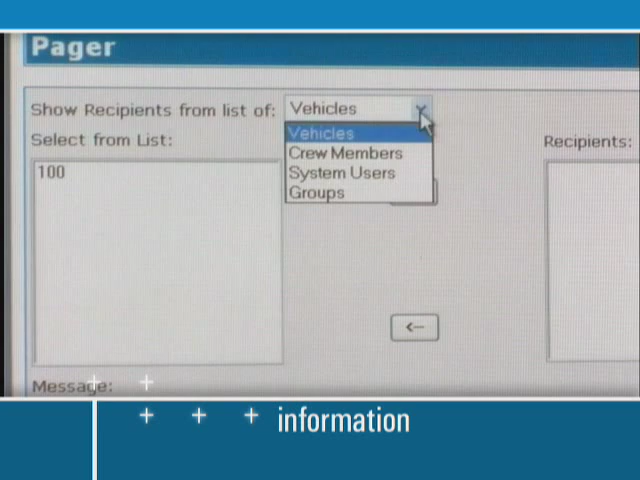 Pager
Show Recipients from list of: Vehicles
Vehicles
Crew Members
System Users
Groups
Select from List:
Recipients:
100
<--
Message:
+ +
+ + + information